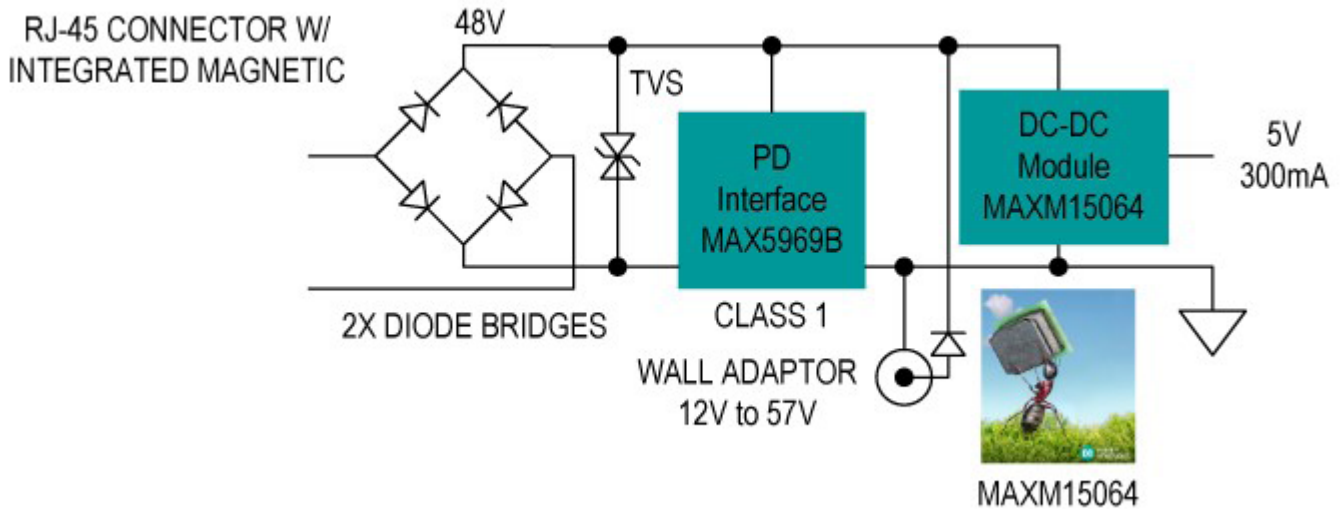 RJ-45 CONNECTOR W/
INTEGRATED MAGNETIC
48V
TVS
PD
Interface
MAX5969B
CLASS 1
DC-DC
Module
MAXM15064
5V
300mA
2X DIODE BRIDGES
WALL ADAPTOR
12V to 57V
MAXM15064